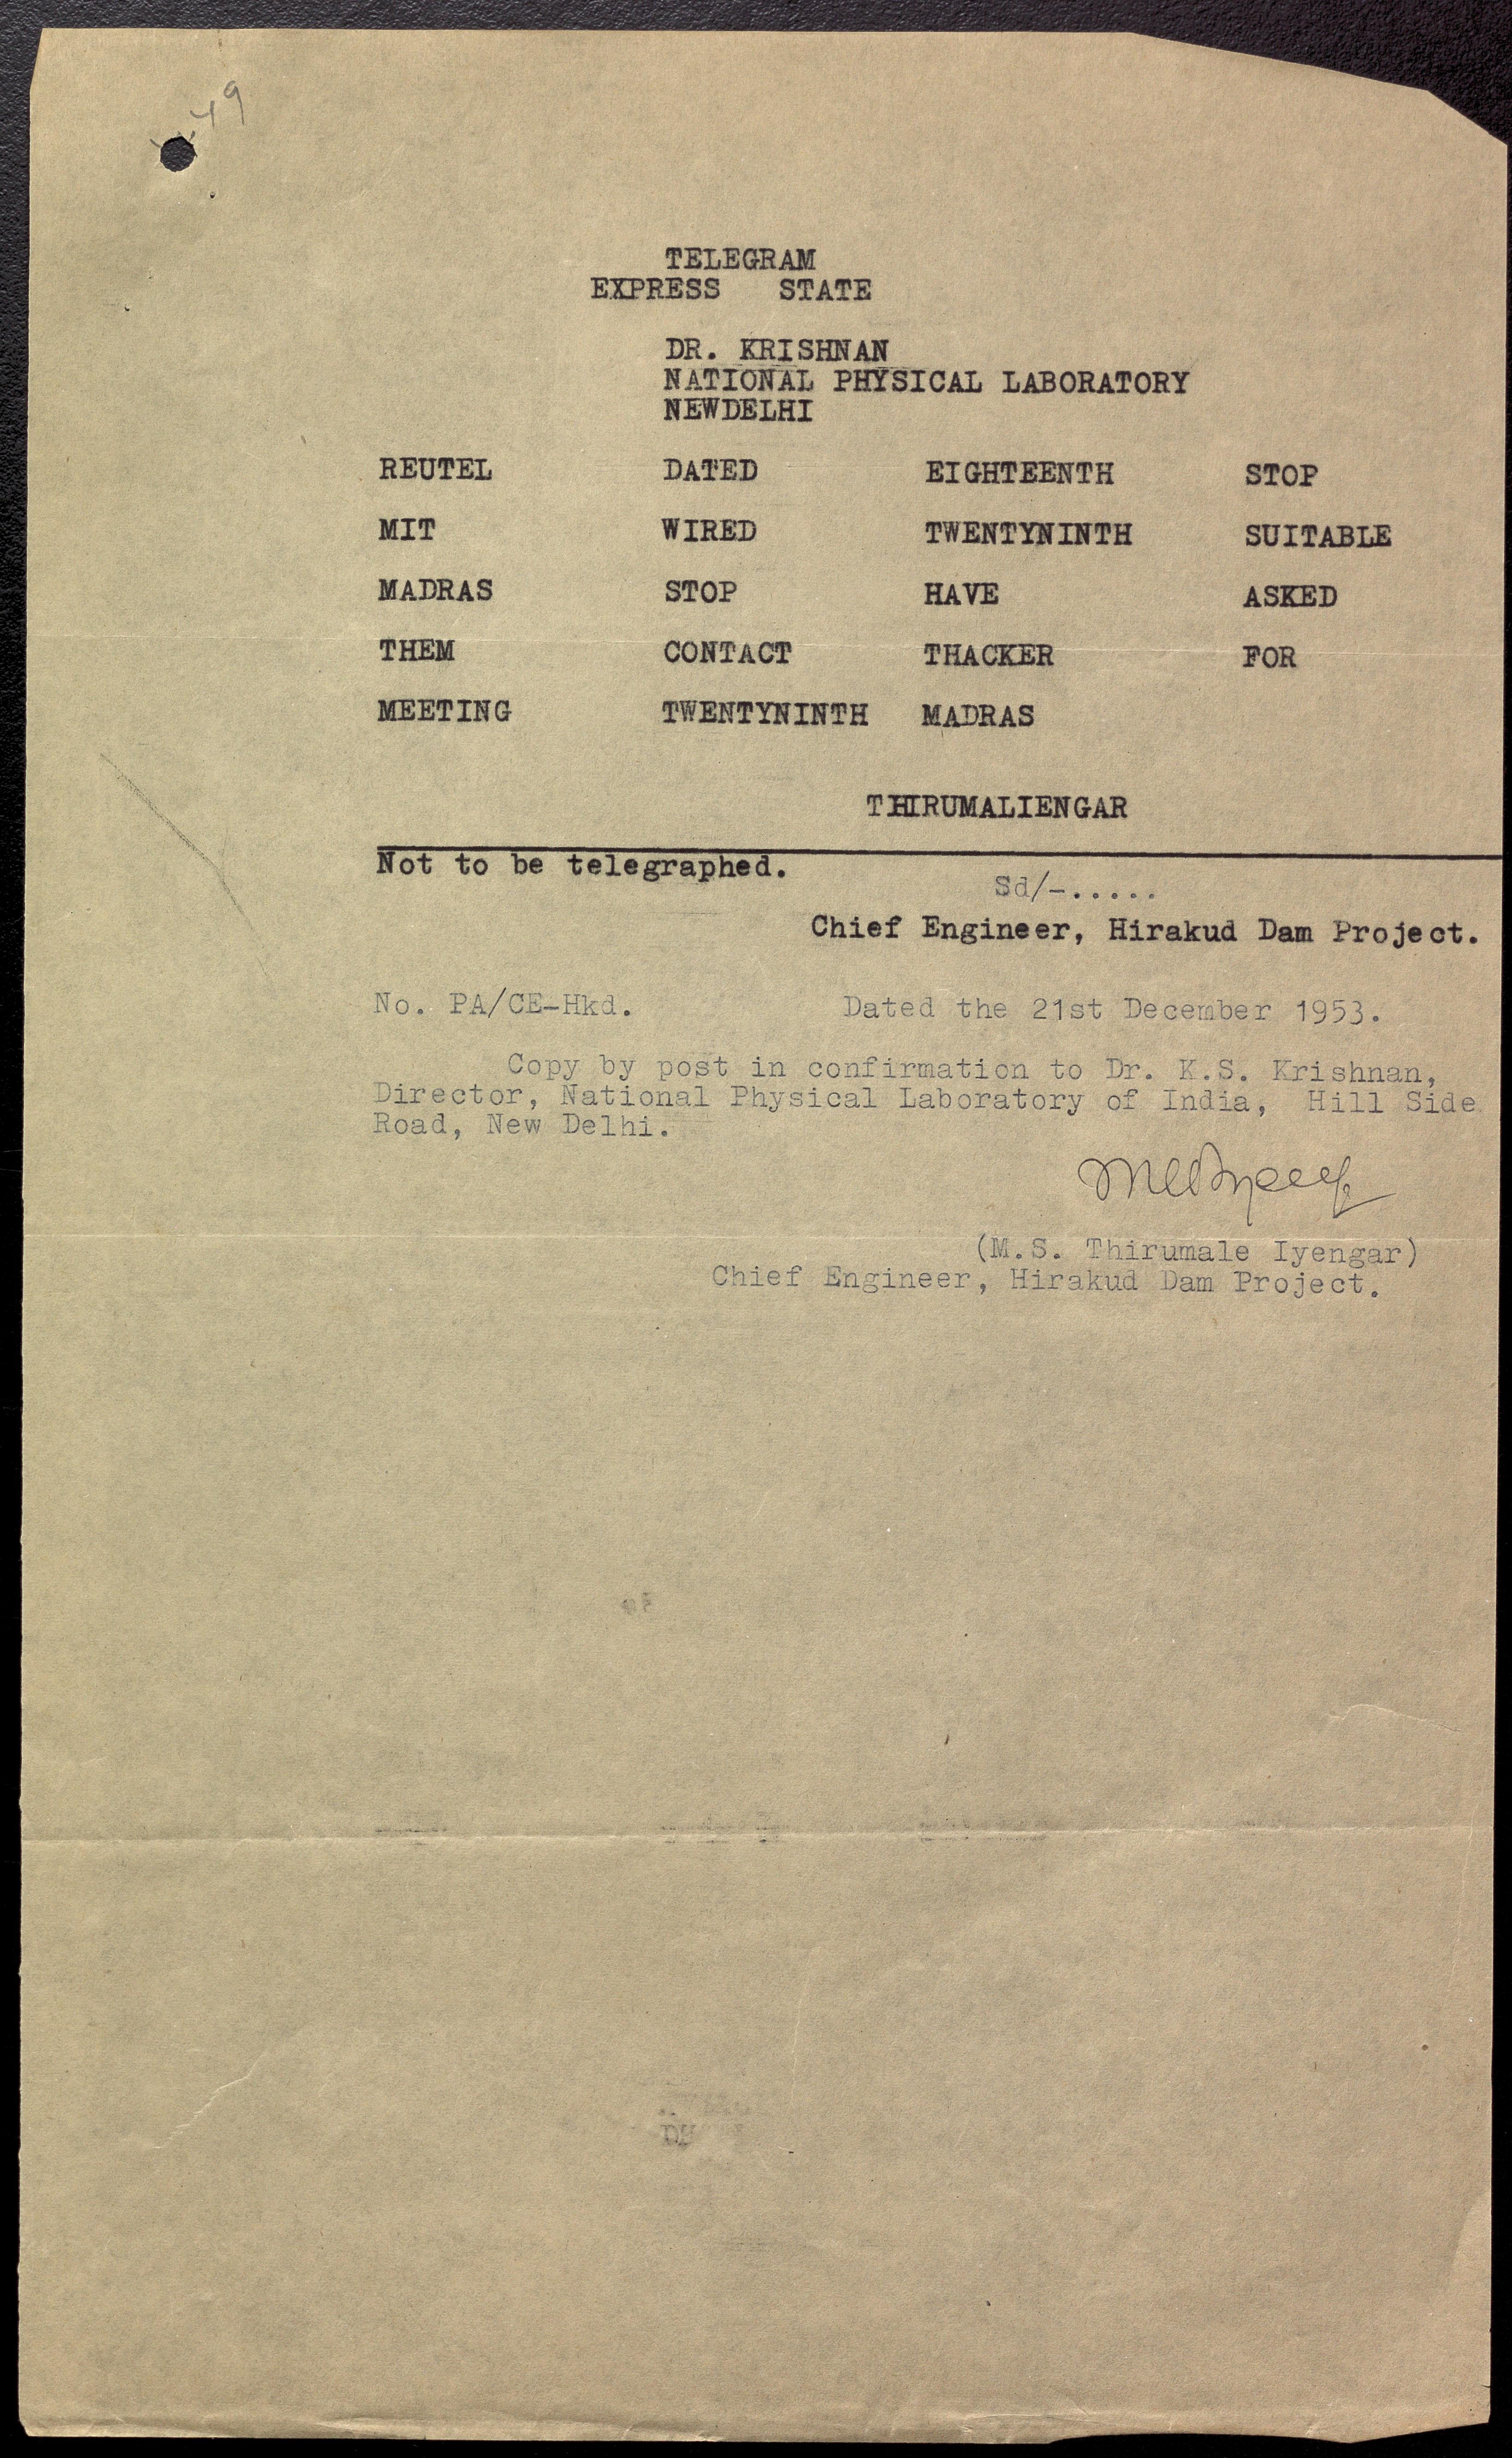 49
TELEGRAM
EXPRESS STATE
DR. KRISHNAN
NATIONAL PHYSICAL LABORATORY
NEWDELHI
REUTEL DATED EIGHTEENTH STOP
MIT WIRED TWENTYNINTH SUITABLE
MADRAS STOP HAVE ASKED
THEM CONTACT THACKER FOR
MEETING TWENTYNINTH MADRAS
THIRUMALIENGAR
Not to be telegraphed.
Sd/-.....
Chief Engineer, Hirakud Dam Project.
No. PA/CE-Hkd. Dated the 21st December 1953.
Copy by post in confirmation to Dr. K.S. Krishnan,
Director, National Physical Laboratory of India, Hill Side
Road, New Delhi.
(M.S. Thirumale Iyengar)
Chief Engineer, Hirakud Dam Project.